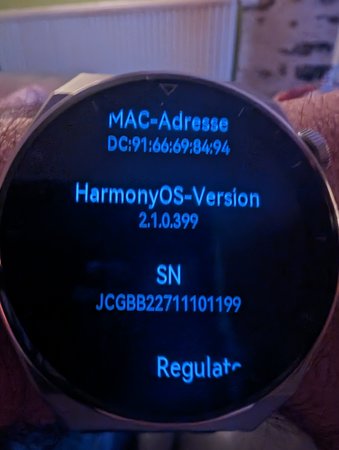 MAC-Adresse
DC:91:66:69:84:94
HarmonyOS-Version
2.1.0.399
SN
JCGBB22711101199